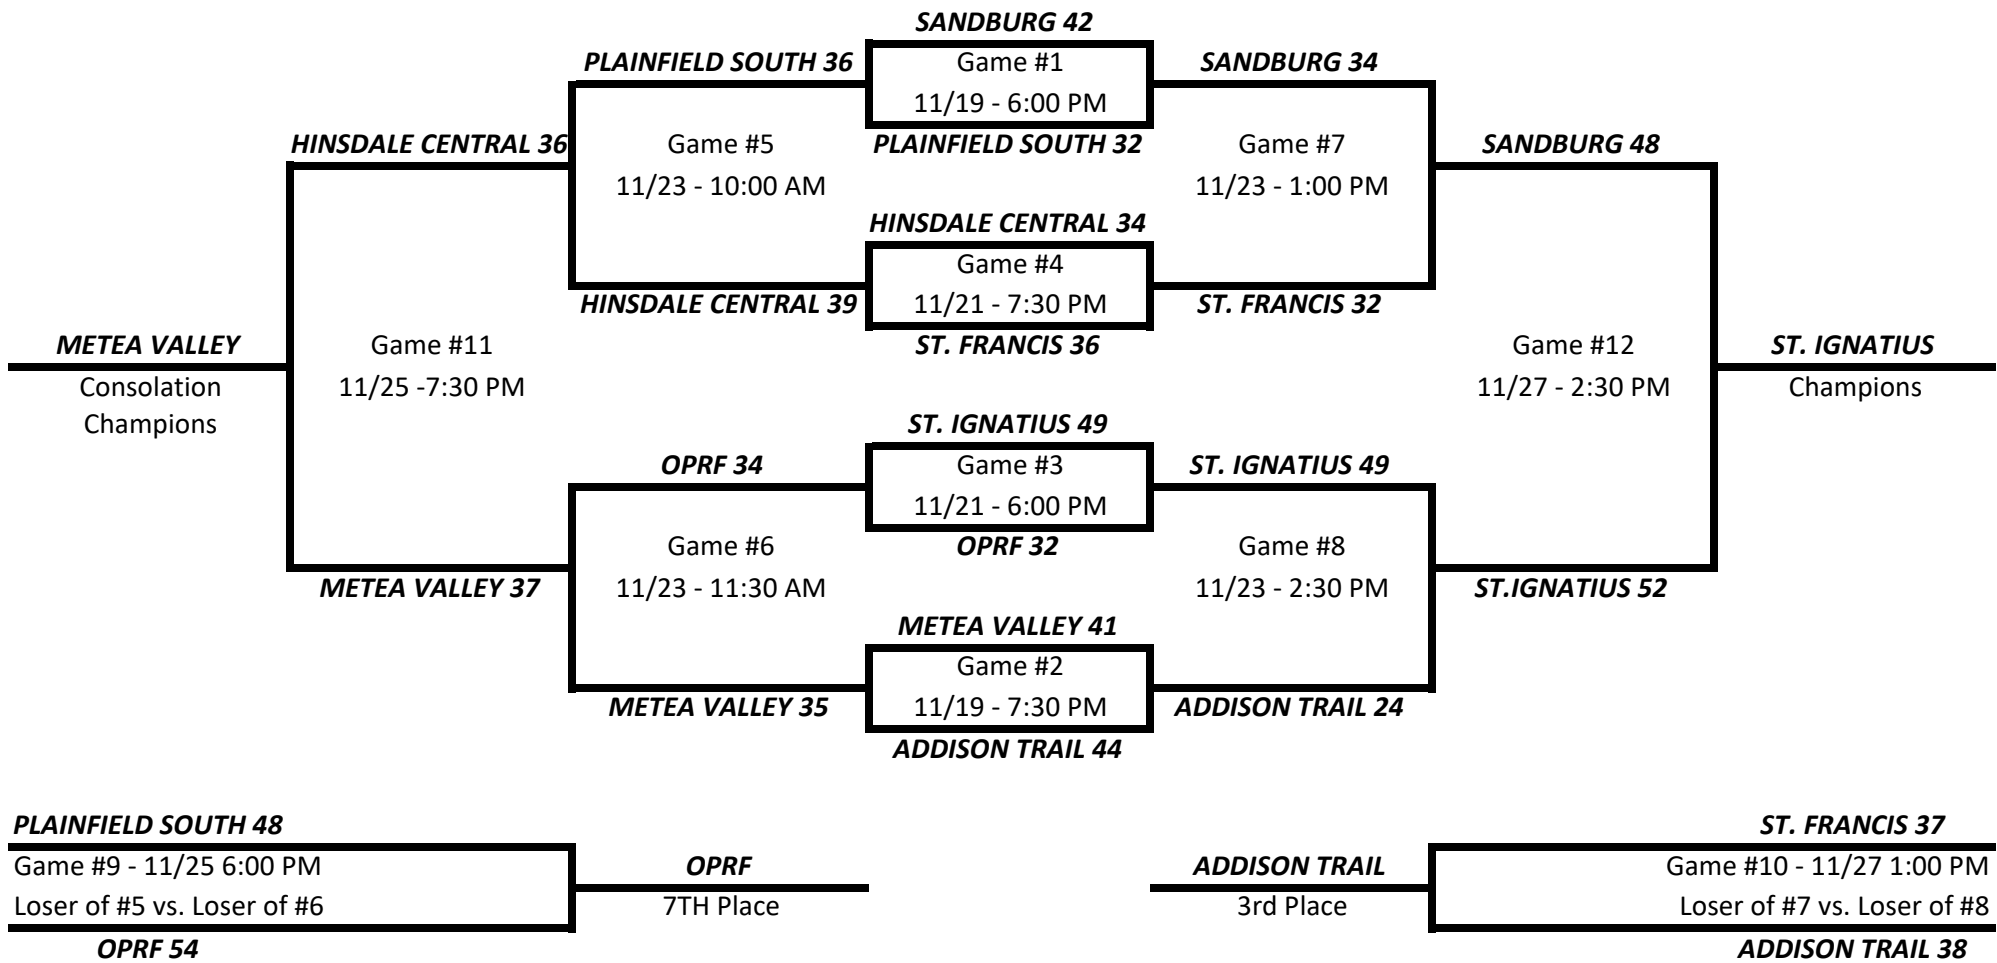 SANDBURG 42
PLAINFIELD SOUTH 36
Game #1
SANDBURG 34
11/19 - 6:00 PM
HINSDALE CENTRAL 36
Game #5
PLAINFIELD SOUTH 32
Game #7
SANDBURG 48
11/23 - 10:00 AM
11/23 - 1:00 PM
HINSDALE CENTRAL 34
Game #4
HINSDALE CENTRAL 39
11/21 - 7:30 PM
ST. FRANCIS 32
METEA VALLEY
Game #11
ST. FRANCIS 36
Game #12
ST. IGNATIUS
Consolation
Champions
11/25 -7:30 PM
11/27 - 2:30 PM
Champions
ST. IGNATIUS 49
OPRF 34
Game #3
ST. IGNATIUS 49
11/21 - 6:00 PM
Game #6
OPRF 32
Game #8
METEA VALLEY 37
11/23 - 11:30 AM
11/23 - 2:30 PM
ST.IGNATIUS 52
METEA VALLEY 41
Game #2
METEA VALLEY 35
11/19 - 7:30 PM
ADDISON TRAIL 24
ADDISON TRAIL 44
PLAINFIELD SOUTH 48
ST. FRANCIS 37
Game #9 - 11/25 6:00 PM
OPRF
ADDISON TRAIL
Game #10 - 11/27 1:00 PM
Loser of #5 vs. Loser of #6
7TH Place
3rd Place
Loser of #7 vs. Loser of #8
OPRF 54
ADDISON TRAIL 38